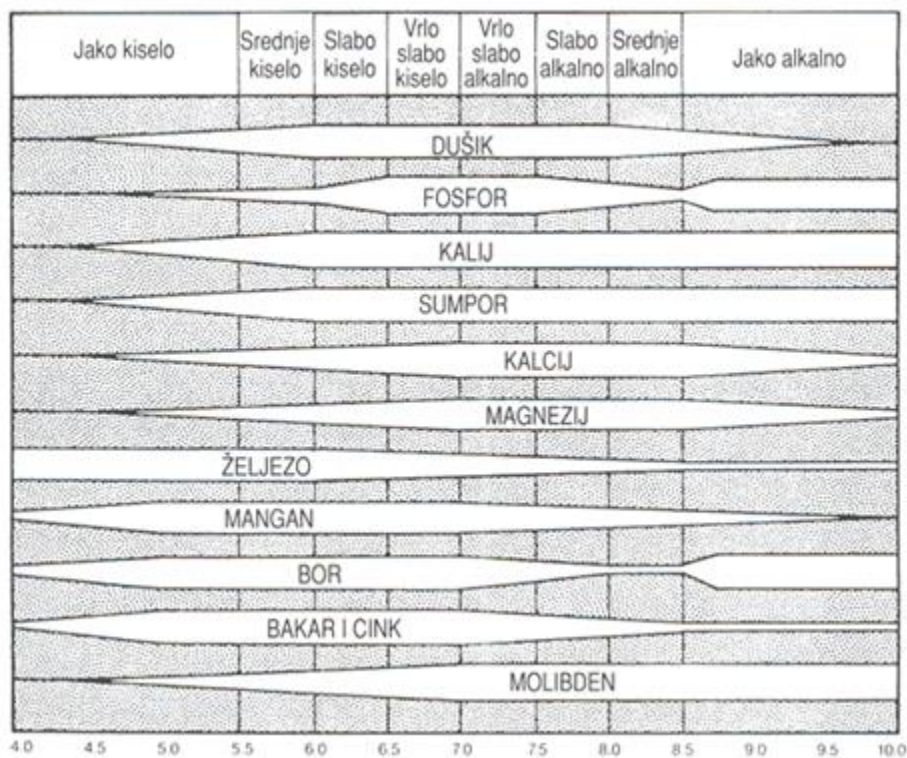 Jako kiselo
Srednje
kiselo
Slabo
kiselo
Vrlo
slabo
kiselo
Vrlo
slabo
alkalno
Slabo
alkalno
Srednje
alkalno
Jako alkalno
DUŠIK
FOSFOR
KALIJ
SUMPOR
KALCIJ
MAGNEZIJ
ŽELJEZO
MANGAN
BOR
BAKAR I CINK
MOLIBDEN
4.0 4.5 5.0 5.5 6.0 6.5 7.0 7.5 8.0 8.5 9.0 9.5 10.0